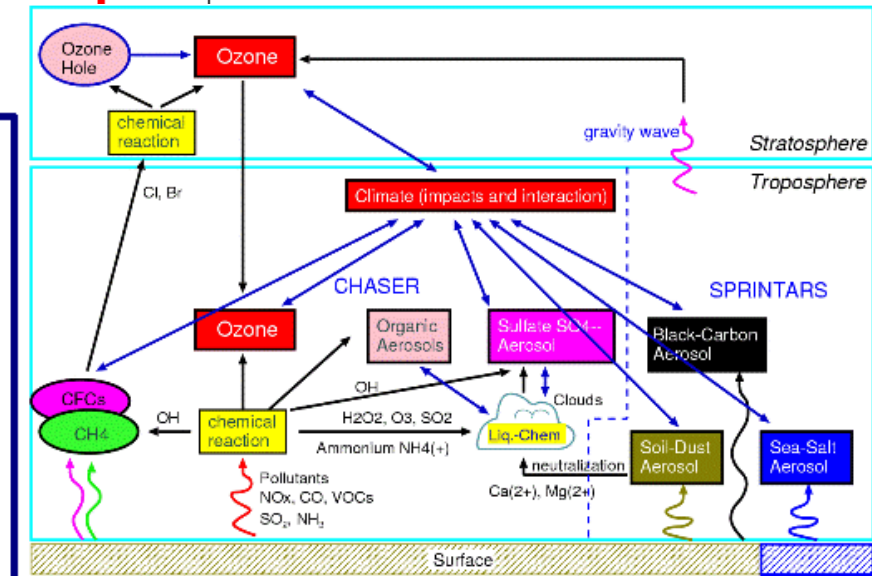 Ozone
Hole
Ozone
chemical
reaction
gravity wave
Stratosphere
Troposphere
Cl, Br
Climate (impacts and interaction)
CHASER
SPRINTARS
Ozone
Organic
Aerosols
Sulfate SO4--
Aerosol
Black-Carbon
Aerosol
CFCs
CH4
OH
chemical
reaction
OH
H2O2, O3, SO2
Ammonium NH4(+)
Clouds
Liq.-Chem
neutralization
Ca(2+), Mg(2+)
Soil-Dust
Aerosol
Sea-Salt
Aerosol
Pollutants
NOx, CO, VOCs
SO2, NH3
Surface